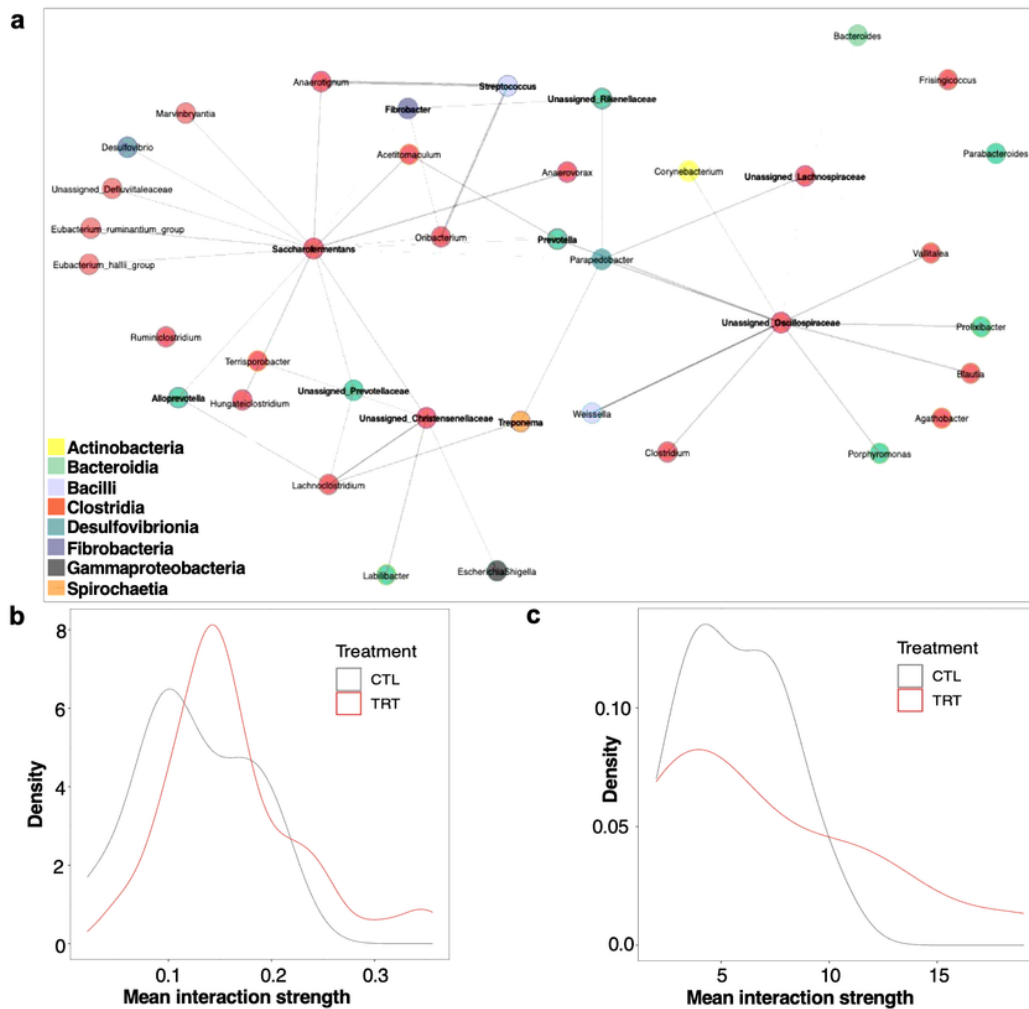 a
Bacteroides
Frisingicoccus
Anaerotignum
Streptococcus
Unassigned_Rikenellaceae
Fibrobacter
Marvinbryantia
Desulfovibrio
Acetitomaculum
Parabacteroides
Anaerovorax
Corynebacterium
Unassigned_Lachnospiraceae
Unassigned_Defluviitaleaceae
Eubacterium_ruminantium_group
Oribacterium
Prevotella
Saccharofermentans
Vallitalea
Parapedobacter
Eubacterium_hallii_group
Unassigned_Oscillospiraceae
Prolixibacter
Ruminiclostridium
Terrisporobacter
Blautia
Unassigned_Prevotellaceae
Alloprevotella
Hungateiclostridium
Unassigned_Christensenellaceae
Weissella
Agathobacter
Treponema
Clostridium
Porphyromonas
Lachnoclostridium
Labilibacter
EscherichiaShigella
Actinobacteria
Bacteroidia
Bacilli
Clostridia
Desulfovibrionia
Fibrobacteria
Gammaproteobacteria
Spirochaetia
b
8
6
4
2
0
Density
Treatment
CTL
TRT
0.1 0.2 0.3
Mean interaction strength
c
0.10
0.05
0.0
Density
Treatment
CTL
TRT
5 10 15
Mean interaction strength